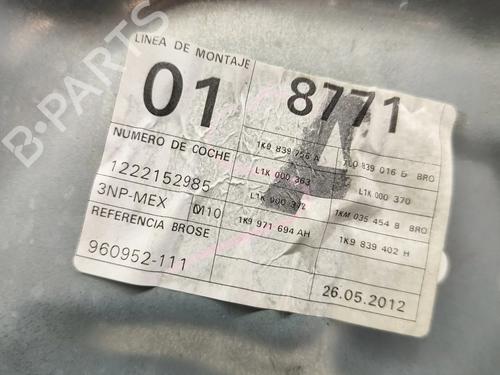 B-PARTS
LINEA DE MONTAJE
01 8771
NUMERO DE COCHE
1222152985
3NP-MEX M10
REFERENCIA BROSE
960952-111
1K9 839 756 A
L1K 000 363
L1K 000 372
1K9 971 694 AH
839 016 BRO
L1K 000 370
1KM 035 454 B BRO
1K9 839 402 H
26.05.2012